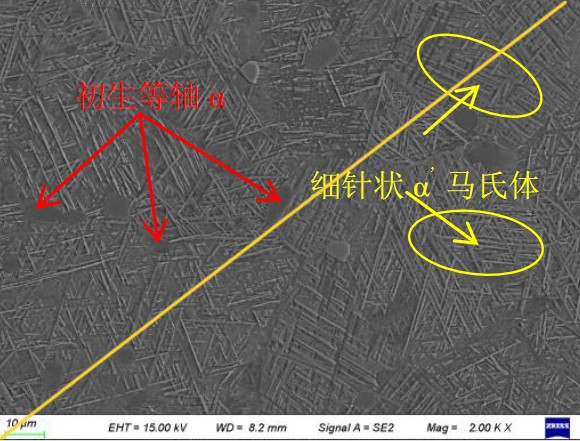 初生等轴 α
细针状 α' 马氏体
10 µm
EHT = 15.00 kV WD = 8.2 mm Signal A = SE2 Mag = 2.00 K X
ZEISS